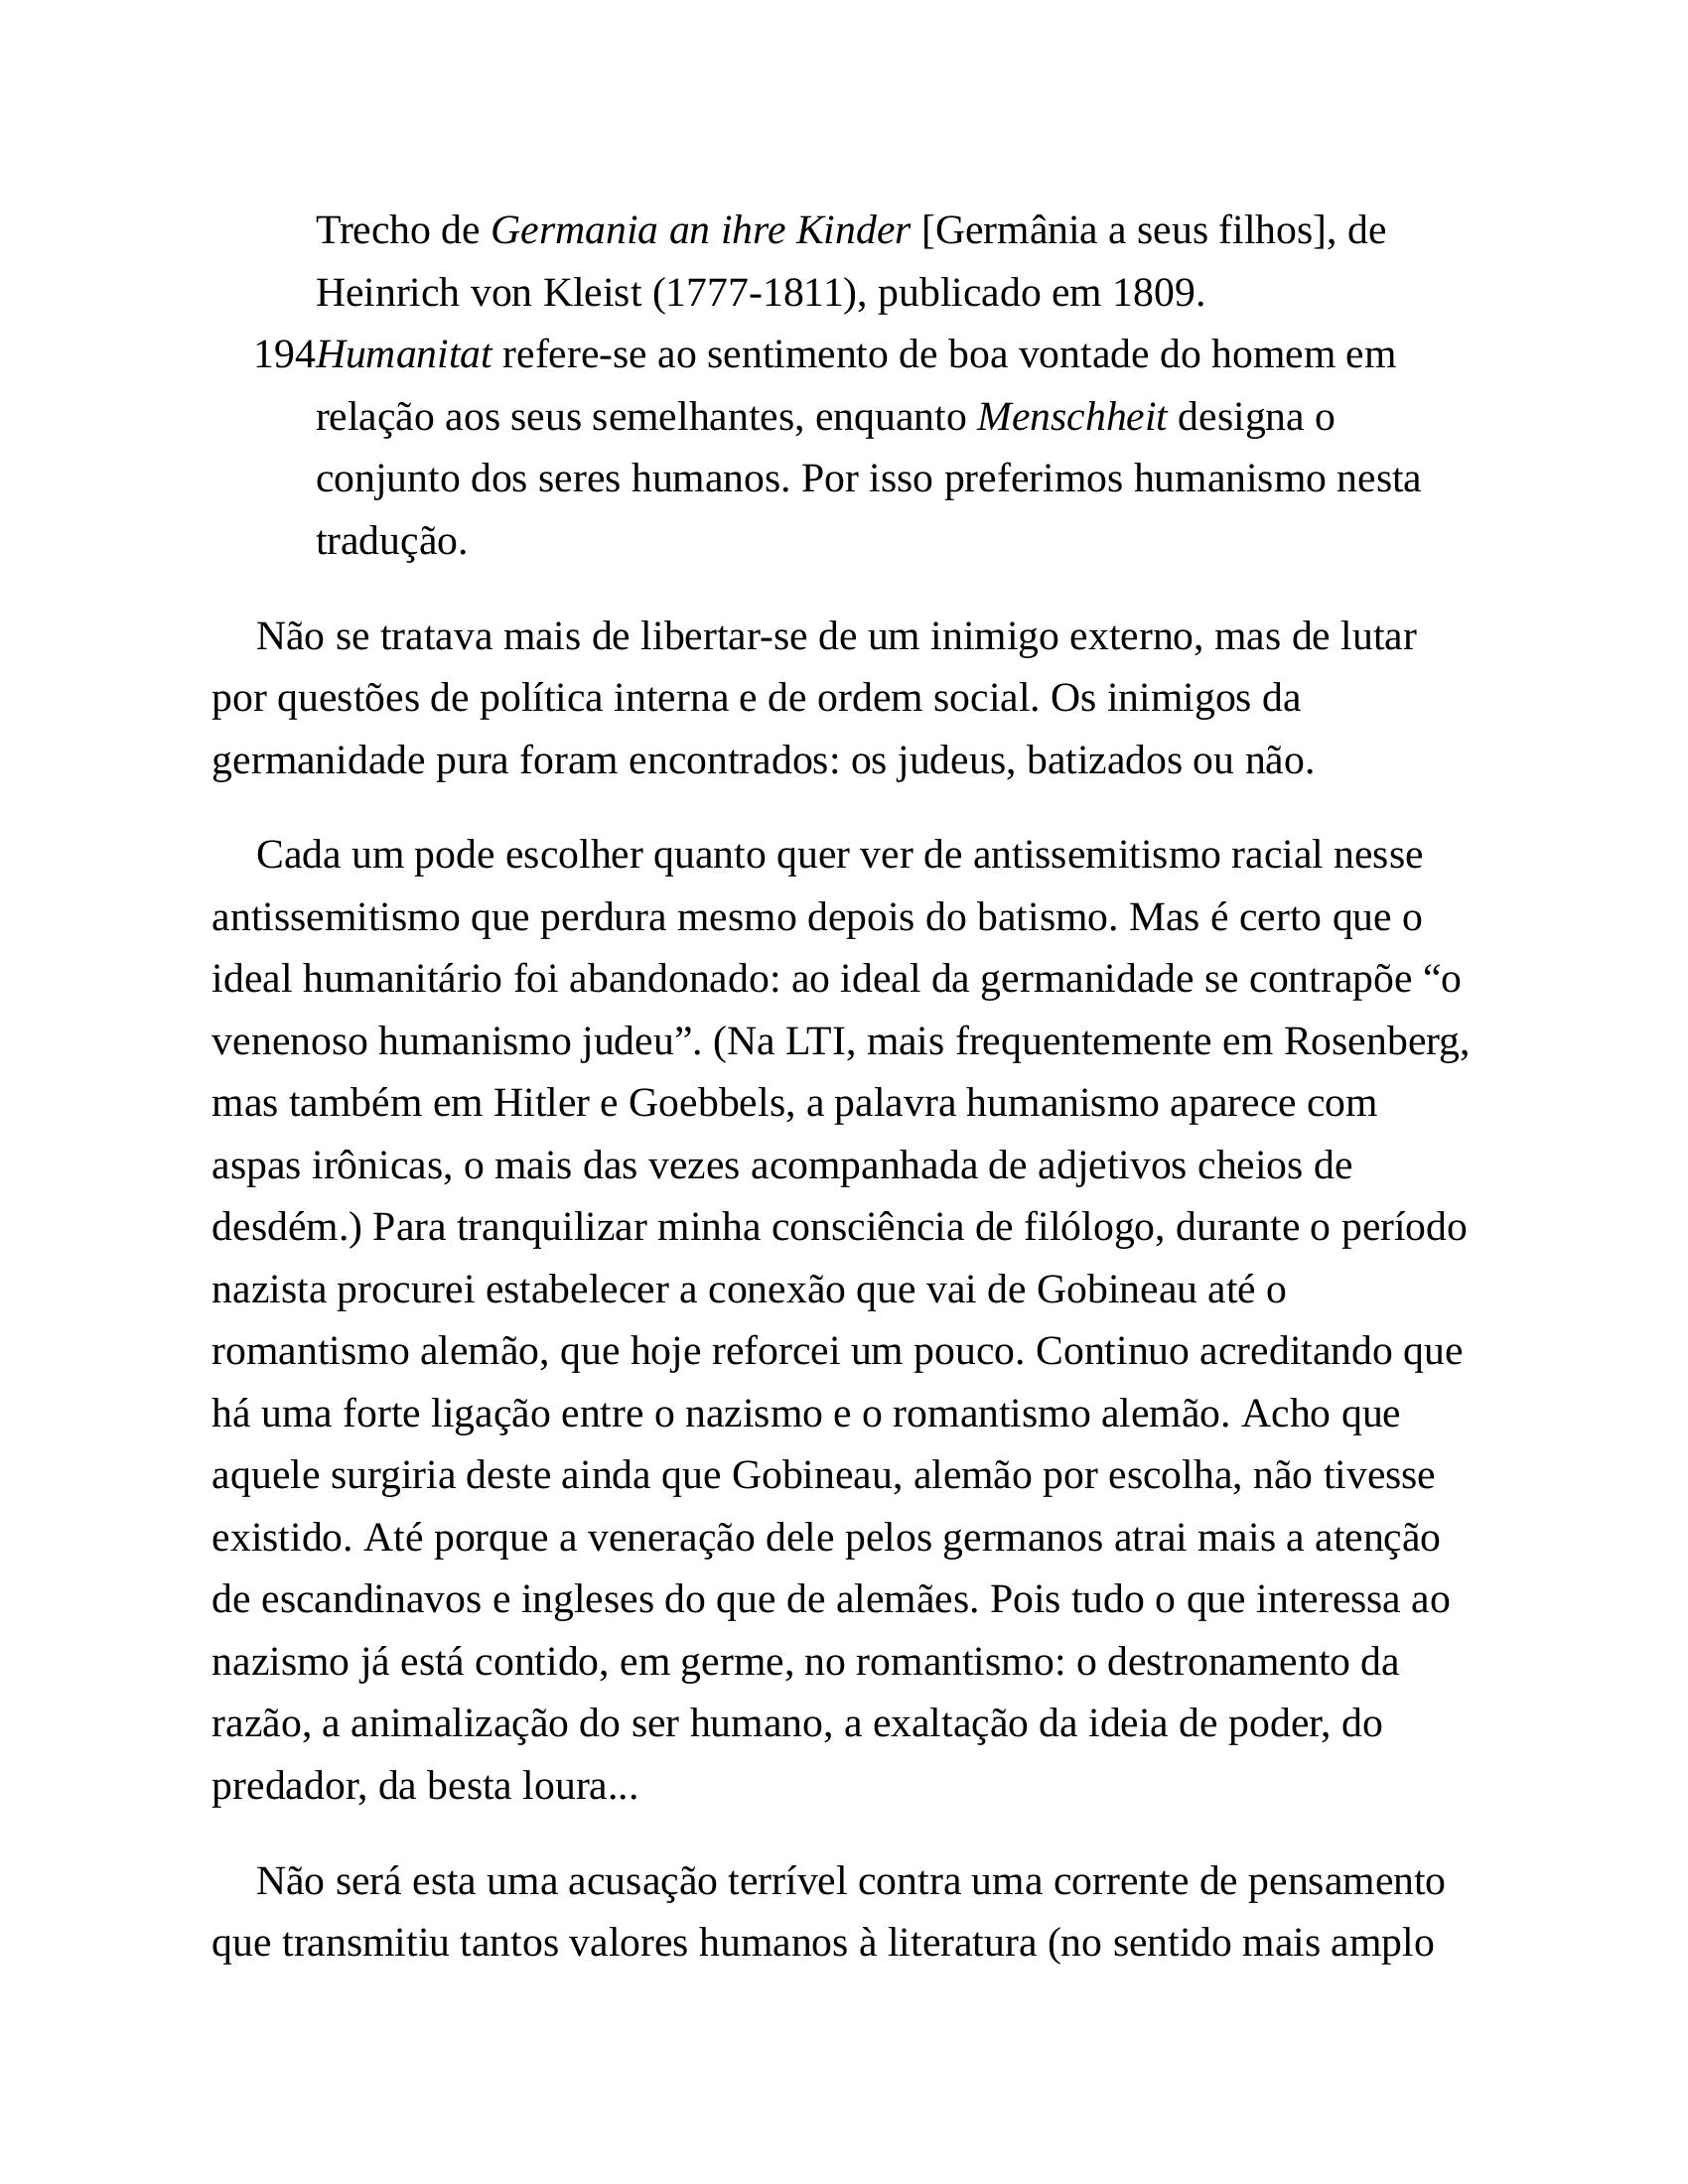 Trecho de Germania an ihre Kinder [Germânia a seus filhos], de
Heinrich von Kleist (1777-1811), publicado em 1809.
194Humanitat refere-se ao sentimento de boa vontade do homem em
relação aos seus semelhantes, enquanto Menschheit designa o
conjunto dos seres humanos. Por isso preferimos humanismo nesta
tradução.
Não se tratava mais de libertar-se de um inimigo externo, mas de lutar
por questões de política interna e de ordem social. Os inimigos da
germanidade pura foram encontrados: os judeus, batizados ou não.
Cada um pode escolher quanto quer ver de antissemitismo racial nesse
antissemitismo que perdura mesmo depois do batismo. Mas é certo que o
ideal humanitário foi abandonado: ao ideal da germanidade se contrapõe “o
venenoso humanismo judeu”. (Na LTI, mais frequentemente em Rosenberg,
mas também em Hitler e Goebbels, a palavra humanismo aparece com
aspas irônicas, o mais das vezes acompanhada de adjetivos cheios de
desdém.) Para tranquilizar minha consciência de filólogo, durante o período
nazista procurei estabelecer a conexão que vai de Gobineau até o
romantismo alemão, que hoje reforcei um pouco. Continuo acreditando que
há uma forte ligação entre o nazismo e o romantismo alemão. Acho que
aquele surgiria deste ainda que Gobineau, alemão por escolha, não tivesse
existido. Até porque a veneração dele pelos germanos atrai mais a atenção
de escandinavos e ingleses do que de alemães. Pois tudo o que interessa ao
nazismo já está contido, em germe, no romantismo: o destronamento da
razão, a animalização do ser humano, a exaltação da ideia de poder, do
predador, da besta loura...
Não será esta uma acusação terrível contra uma corrente de pensamento
que transmitiu tantos valores humanos à literatura (no sentido mais amplo